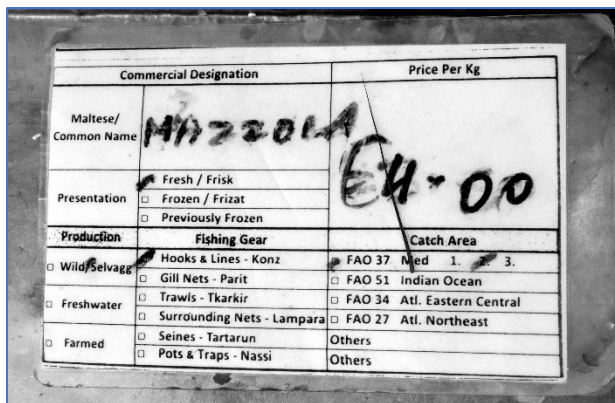 Commercial Designation
Price Per Kg
Maltese/
Common Name
MAZZOLA
€4-00
Presentation
Fresh / Frisk
Frozen / Frizat
Previously Frozen
Production
Fishing Gear
Catch Area
Wild/Selvagg
Hooks & Lines - Konz
FAO 37 Med 1. 2. 3.
Gill Nets - Parit
FAO 51 Indian Ocean
Freshwater
Trawls - Tkarkir
FAO 34 Atl. Eastern Central
Surrounding Nets - Lampara
FAO 27 Atl. Northeast
Farmed
Seines - Tartarun
Others
Pots & Traps - Nassi
Others